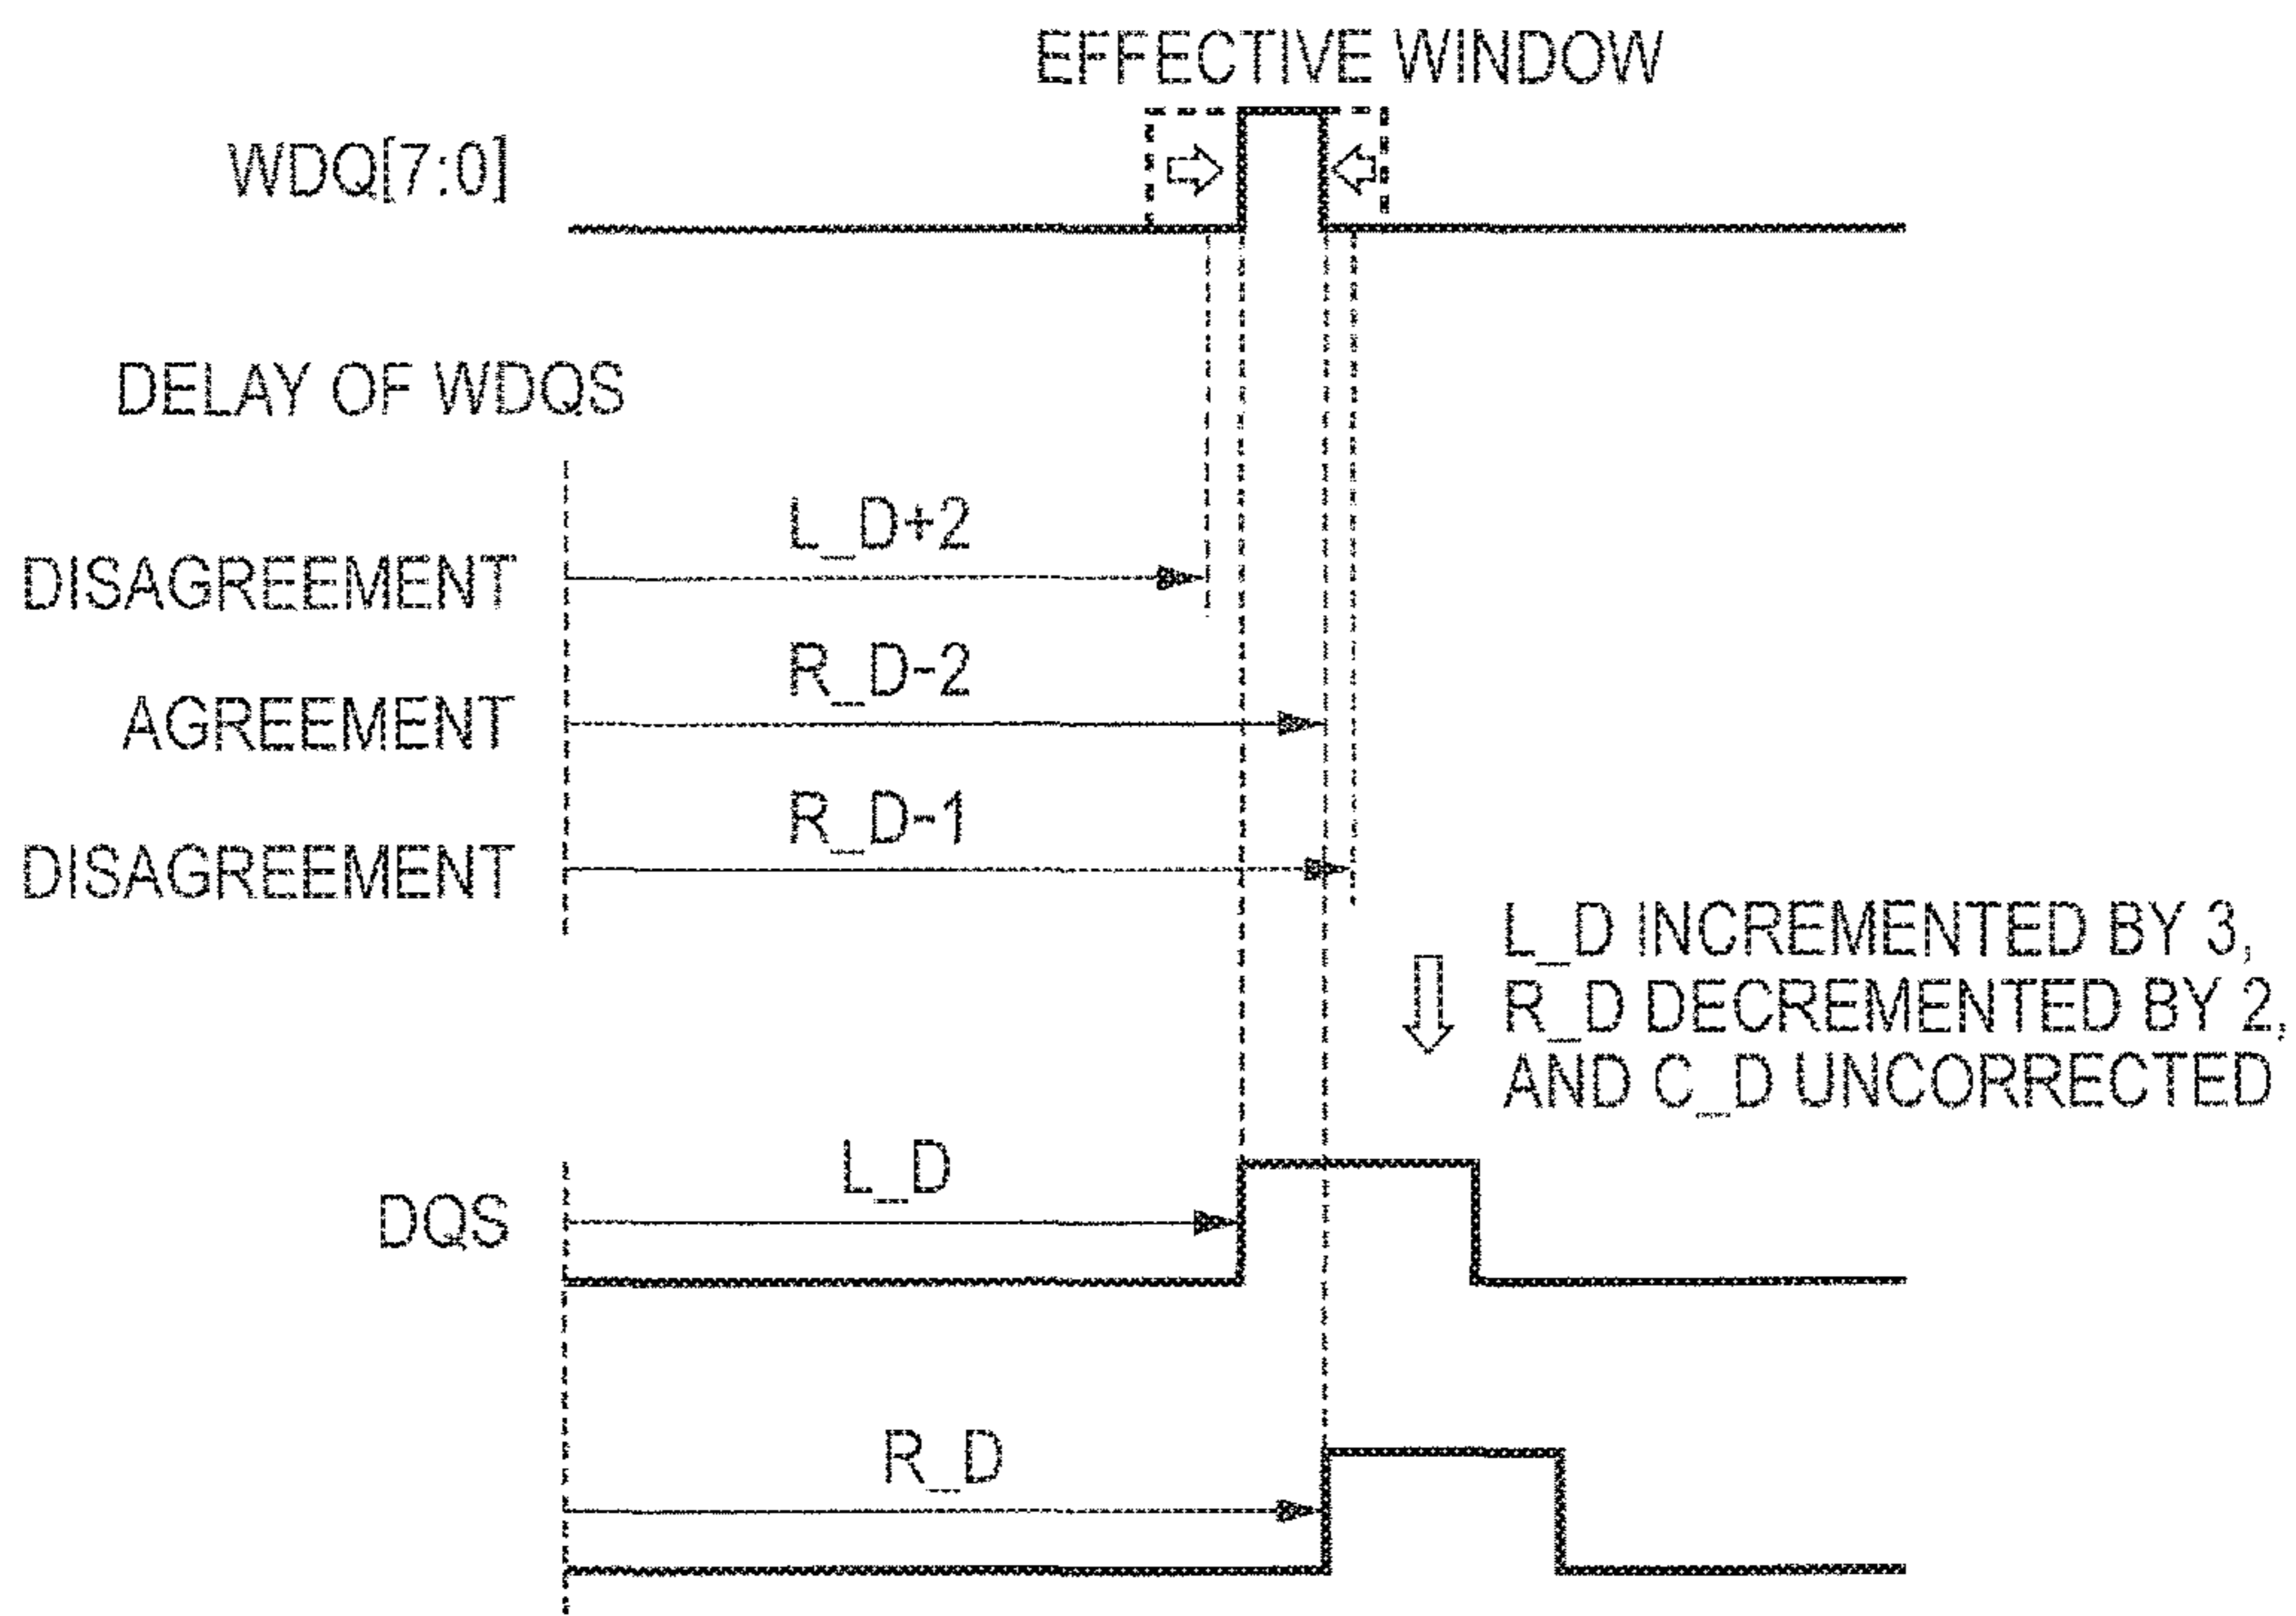 EFFECTIVE WINDOW
WDQ[7:0]
DELAY OF WDQS
L_D+2
DISAGREEMENT
R_D-2
AGREEMENT
R_D-1
DISAGREEMENT
L_D INCREMENTED BY 3,
R_D DECREMENTED BY 2,
AND C_D UNCORRECTED
L_D
DQS
R_D